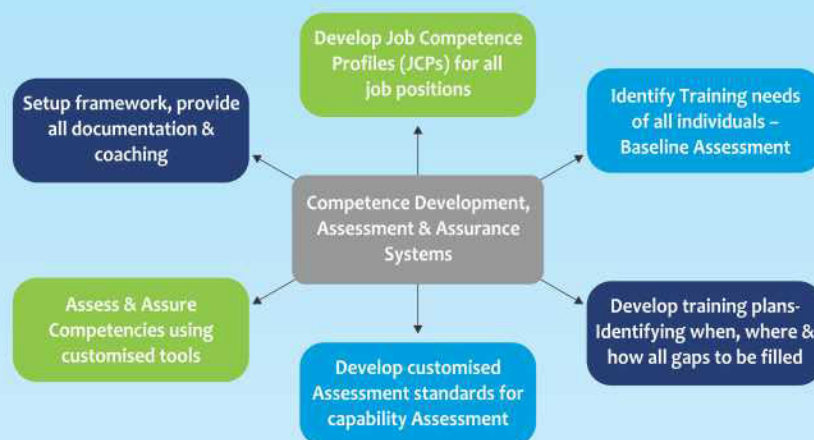 Develop Job Competence
Profiles (JCPs) for all
job positions
Setup framework, provide
all documentation &
coaching
Identify Training needs
of all individuals –
Baseline Assessment
Competence Development,
Assessment & Assurance
Systems
Assess & Assure
Competencies using
customised tools
Develop training plans-
Identifying when, where &
how all gaps to be filled
Develop customised
Assessment standards for
capability Assessment